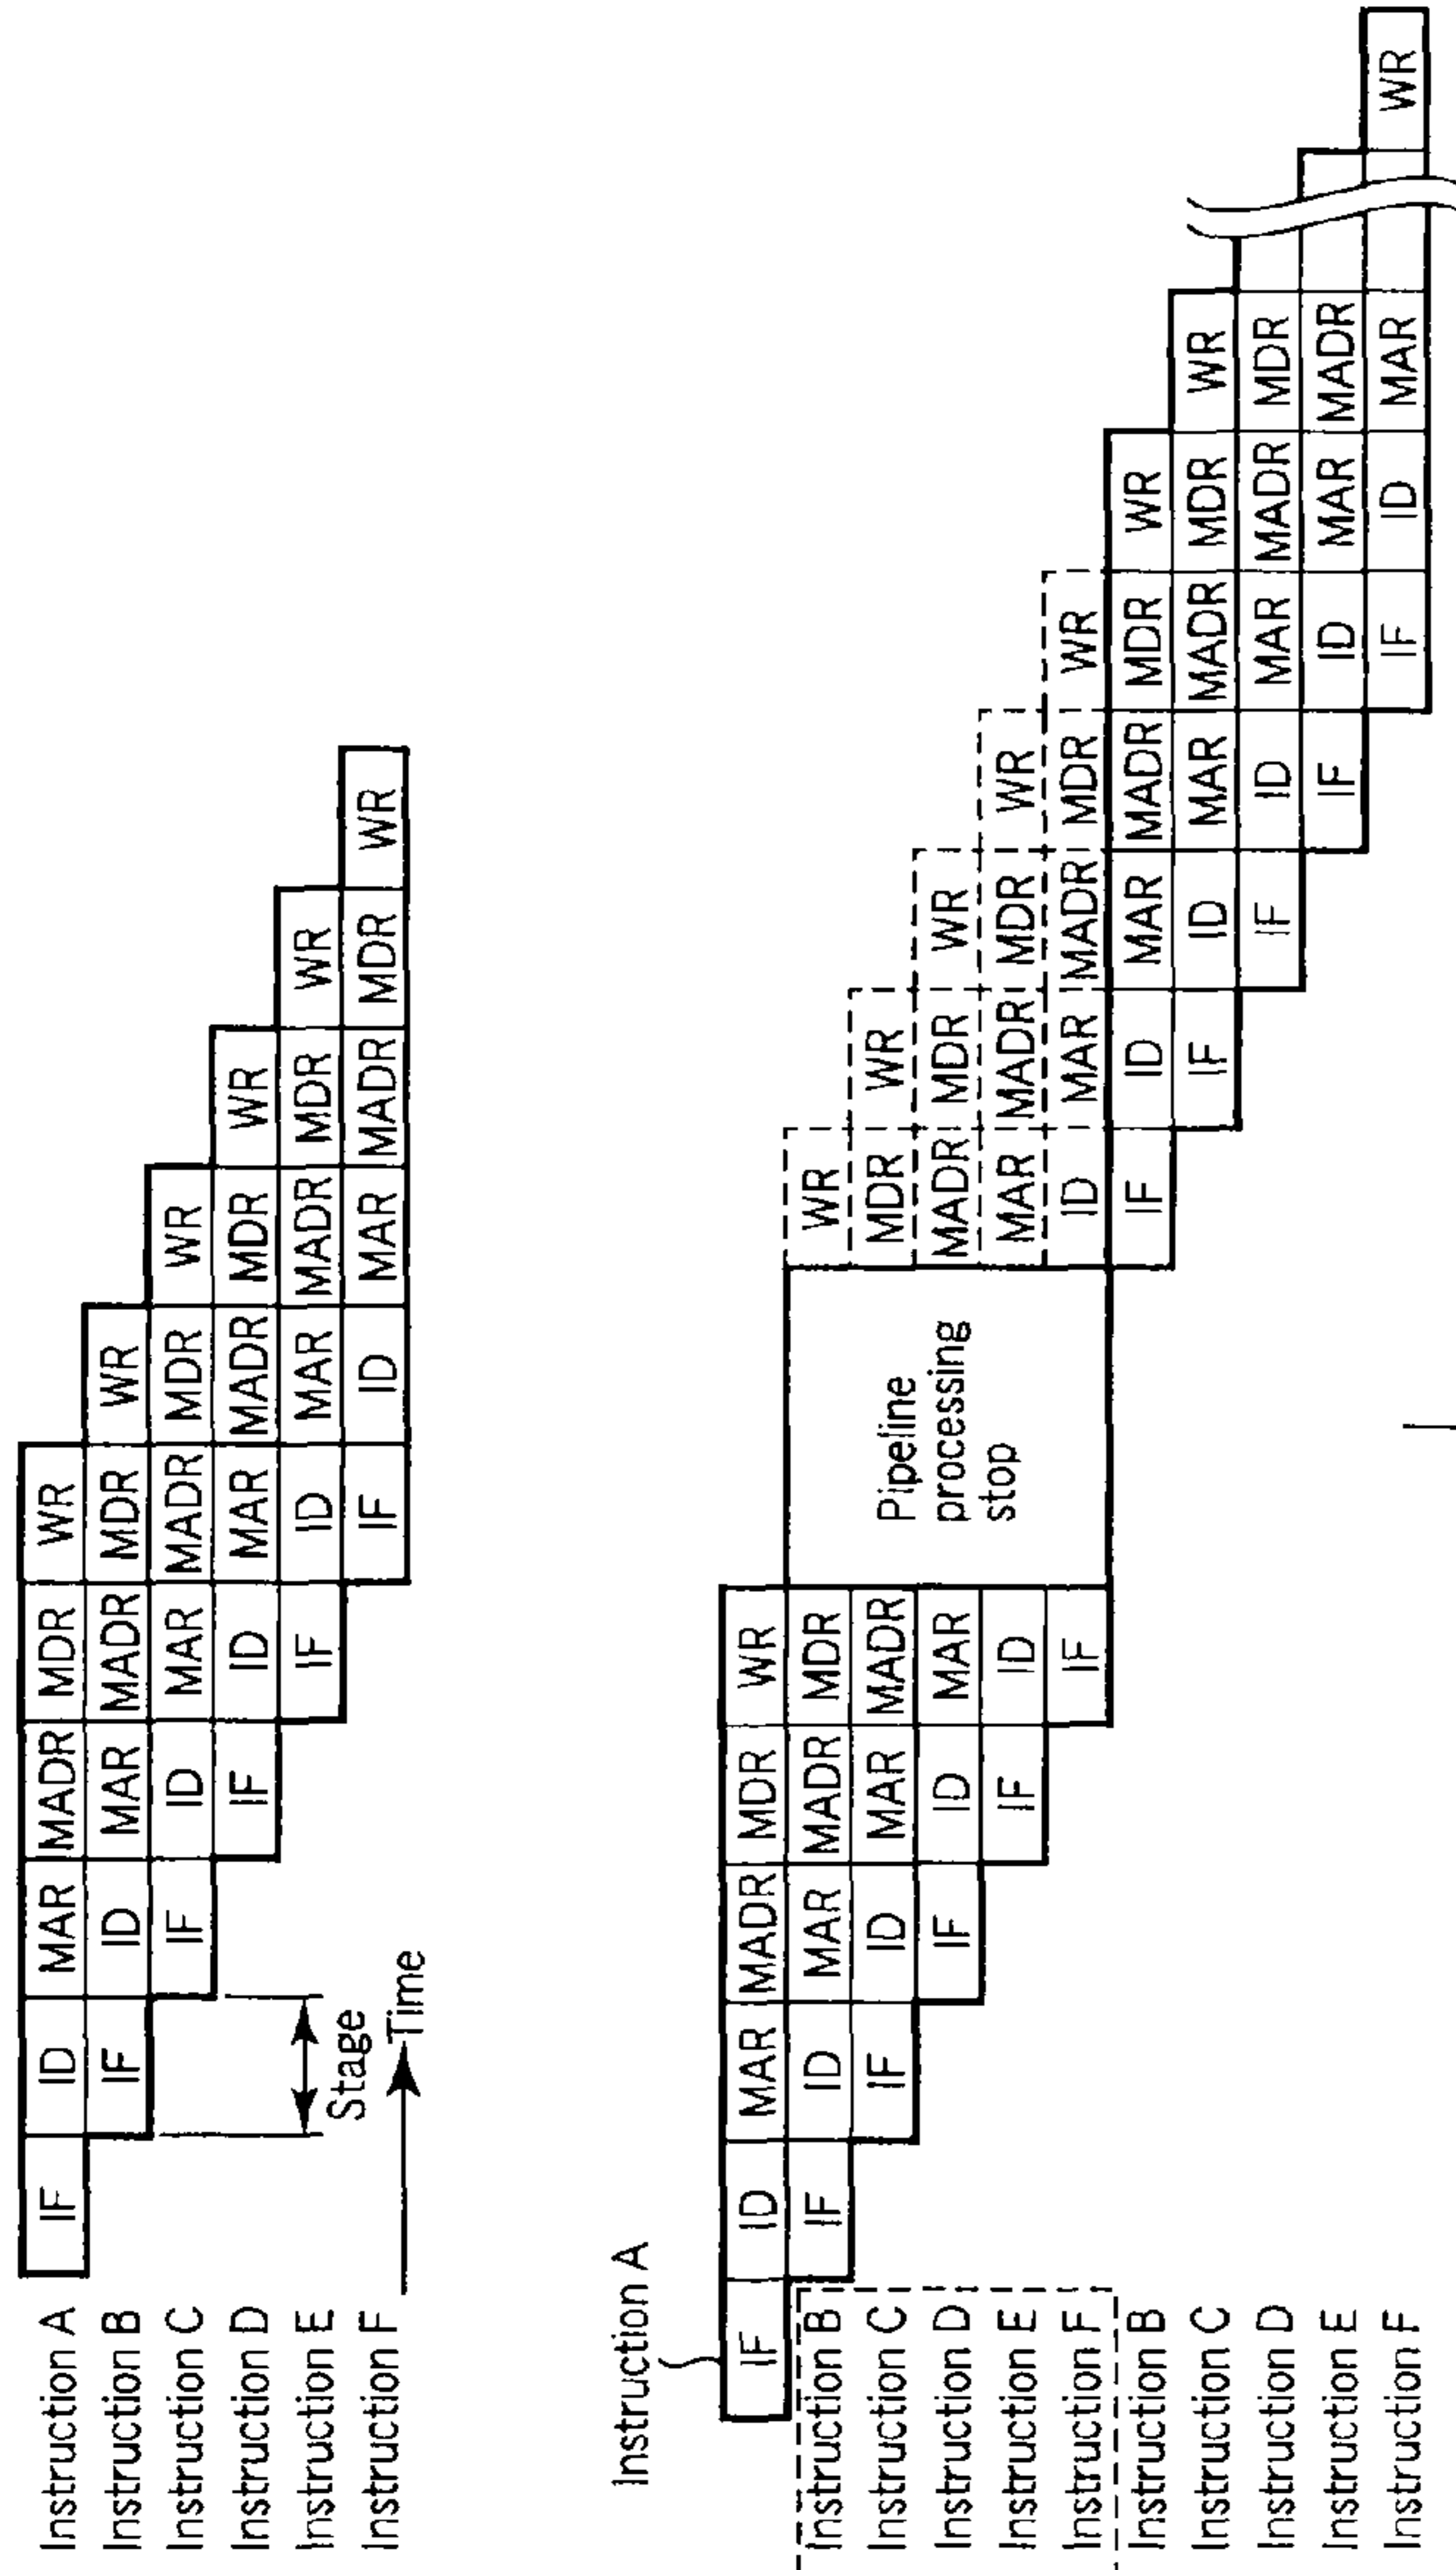 Instruction A IF ID MAR MADR MDR WR
Instruction B IF ID MAR MADR MDR WR
Instruction C IF ID MAR MADR MDR WR
Instruction D IF ID MAR MADR MDR WR
Instruction E IF ID MAR MADR MDR WR
Instruction F IF ID MAR MADR MDR WR
Stage
Time
Instruction A
IF ID MAR MADR MDR WR
Instruction B IF ID MAR MADR MDR WR
Instruction C IF ID MAR MADR MDR WR
Instruction D IF ID MAR MADR MDR WR
Instruction E IF ID MAR MADR MDR WR
Instruction F IF ID MAR MADR MDR WR
Pipeline
processing
stop
Instruction B IF ID MAR MADR MDR WR
Instruction C IF ID MAR MADR MDR WR
Instruction D IF ID MAR MADR MDR
Instruction E IF ID MAR MADR
Instruction F IF ID MAR WR